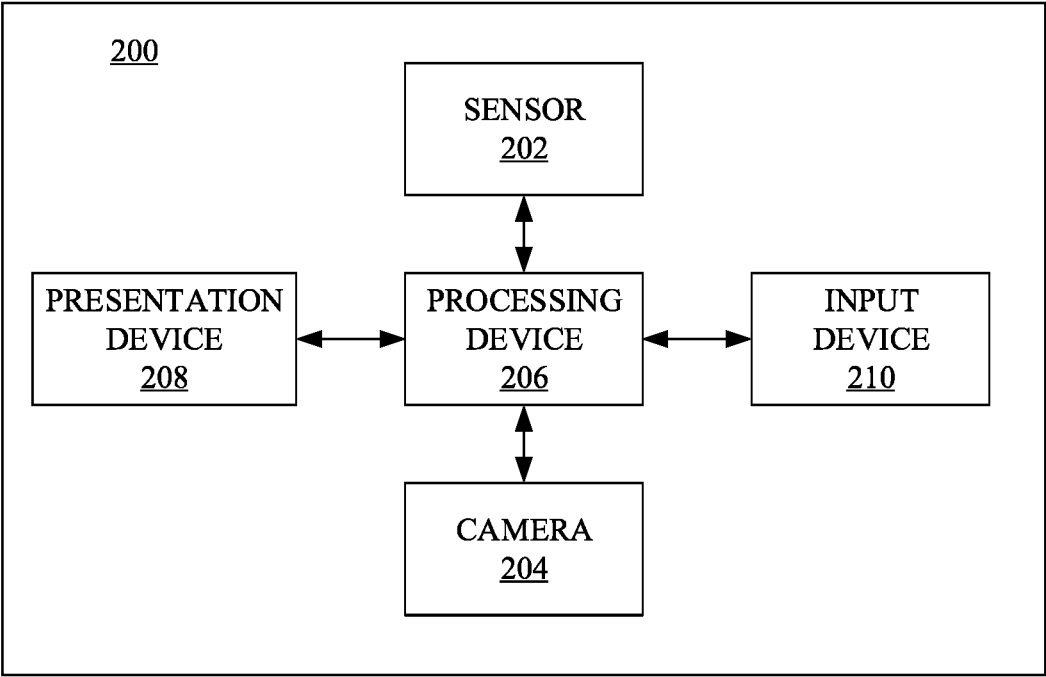 200
SENSOR
202
PRESENTATION
DEVICE
208
PROCESSING
DEVICE
206
INPUT
DEVICE
210
CAMERA
204